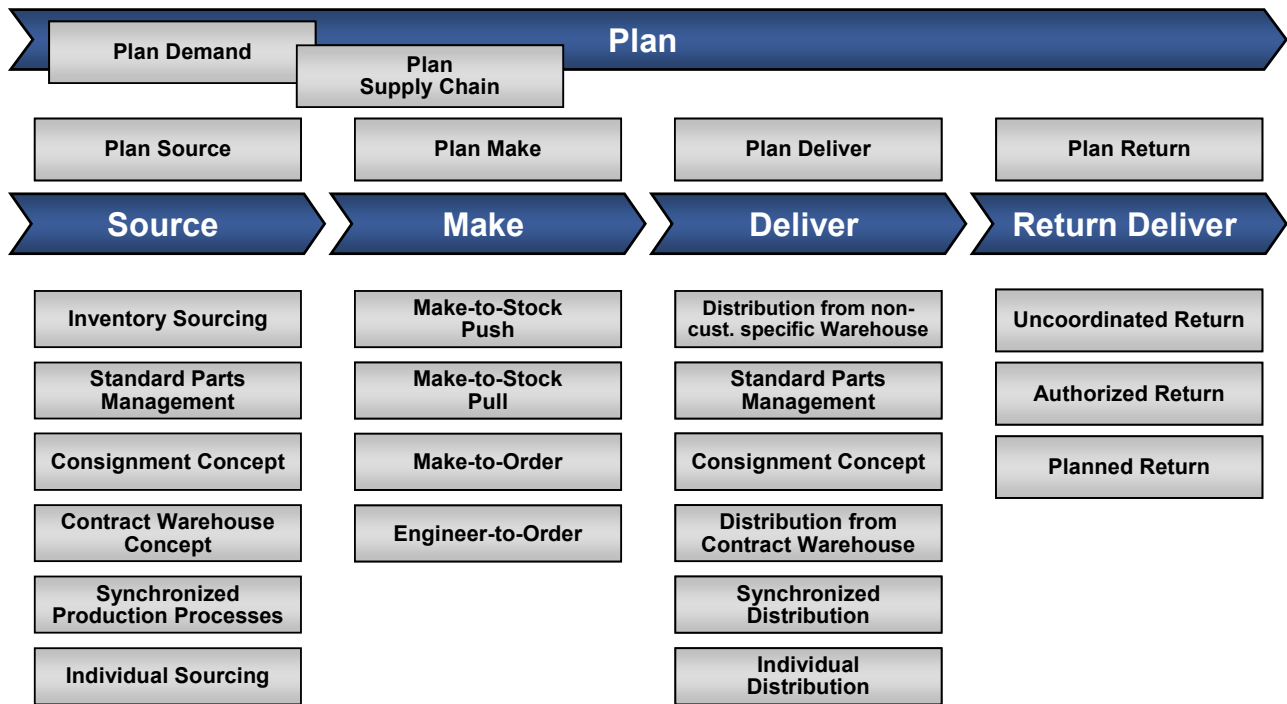 Plan
Plan Demand
Plan
Supply Chain
Plan Source
Plan Make
Plan Deliver
Plan Return
Source
Make
Deliver
Return Deliver
Inventory Sourcing
Standard Parts
Management
Consignment Concept
Contract Warehouse
Concept
Synchronized
Production Processes
Individual Sourcing
Make-to-Stock
Push
Make-to-Stock
Pull
Make-to-Order
Engineer-to-Order
Distribution from non-
cust. specific Warehouse
Standard Parts
Management
Consignment Concept
Distribution from
Contract Warehouse
Synchronized
Distribution
Individual
Distribution
Uncoordinated Return
Authorized Return
Planned Return